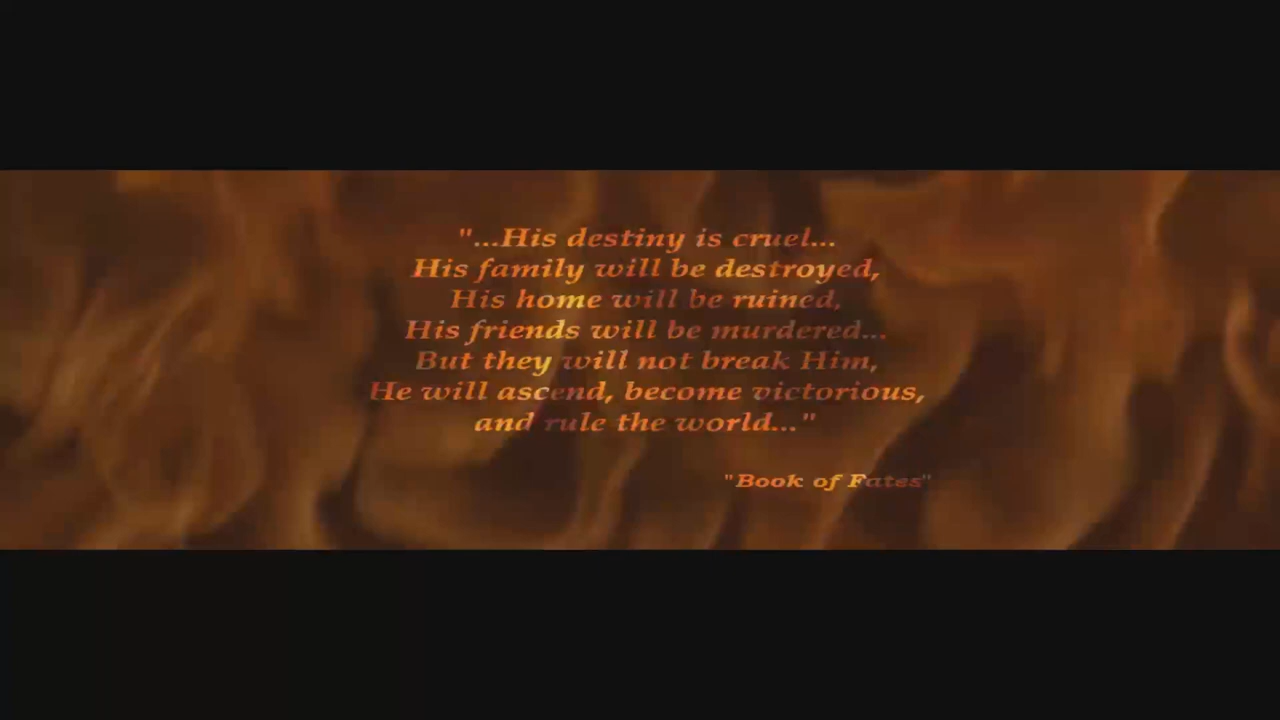 "...His destiny is cruel...
His family will be destroyed,
His home will be ruined,
His friends will be murdered...
But they will not break Him,
He will ascend, become victorious,
and rule the world..."
"Book of Fates"